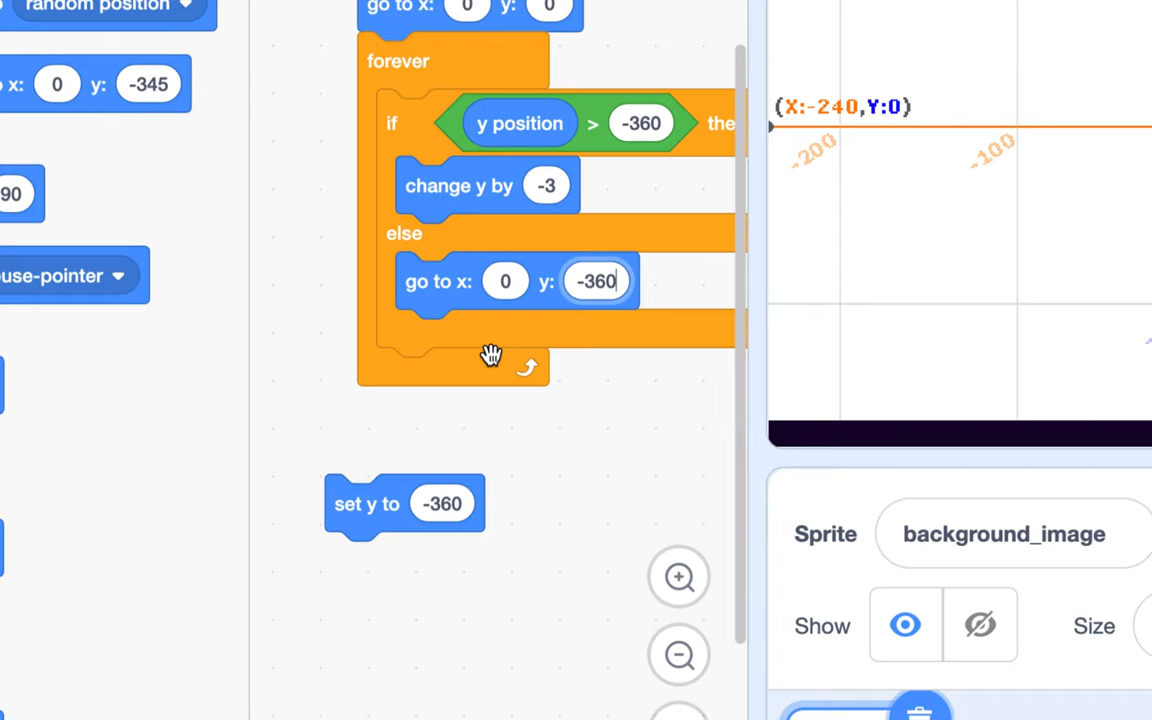 random position
go to x: 0 y: 0
x: 0 y: -345
forever
if y position > -360 the
change y by -3
else
go to x: 0 y: -360
90
use-pointer
set y to -360
(X:-240,Y:0)
-200 -100
Sprite background_image
Show Size